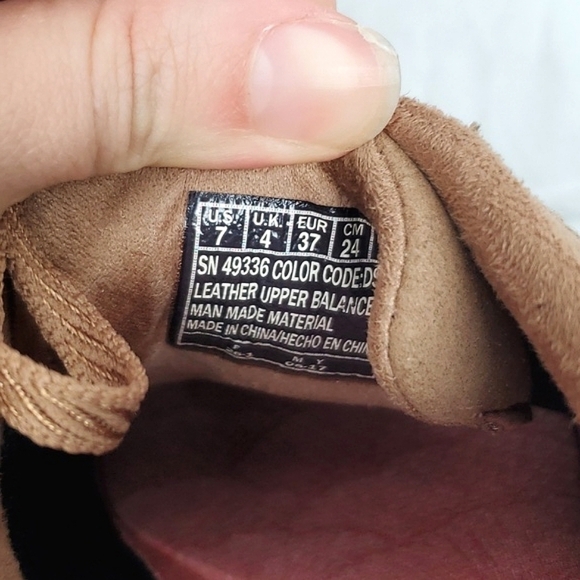 U.S. U.K. EUR CM
7 4 37 24
SN 49336 COLOR CODE:DS
LEATHER UPPER BALANCE
MAN MADE MATERIAL
MADE IN CHINA/HECHO EN CHIN
F M Y